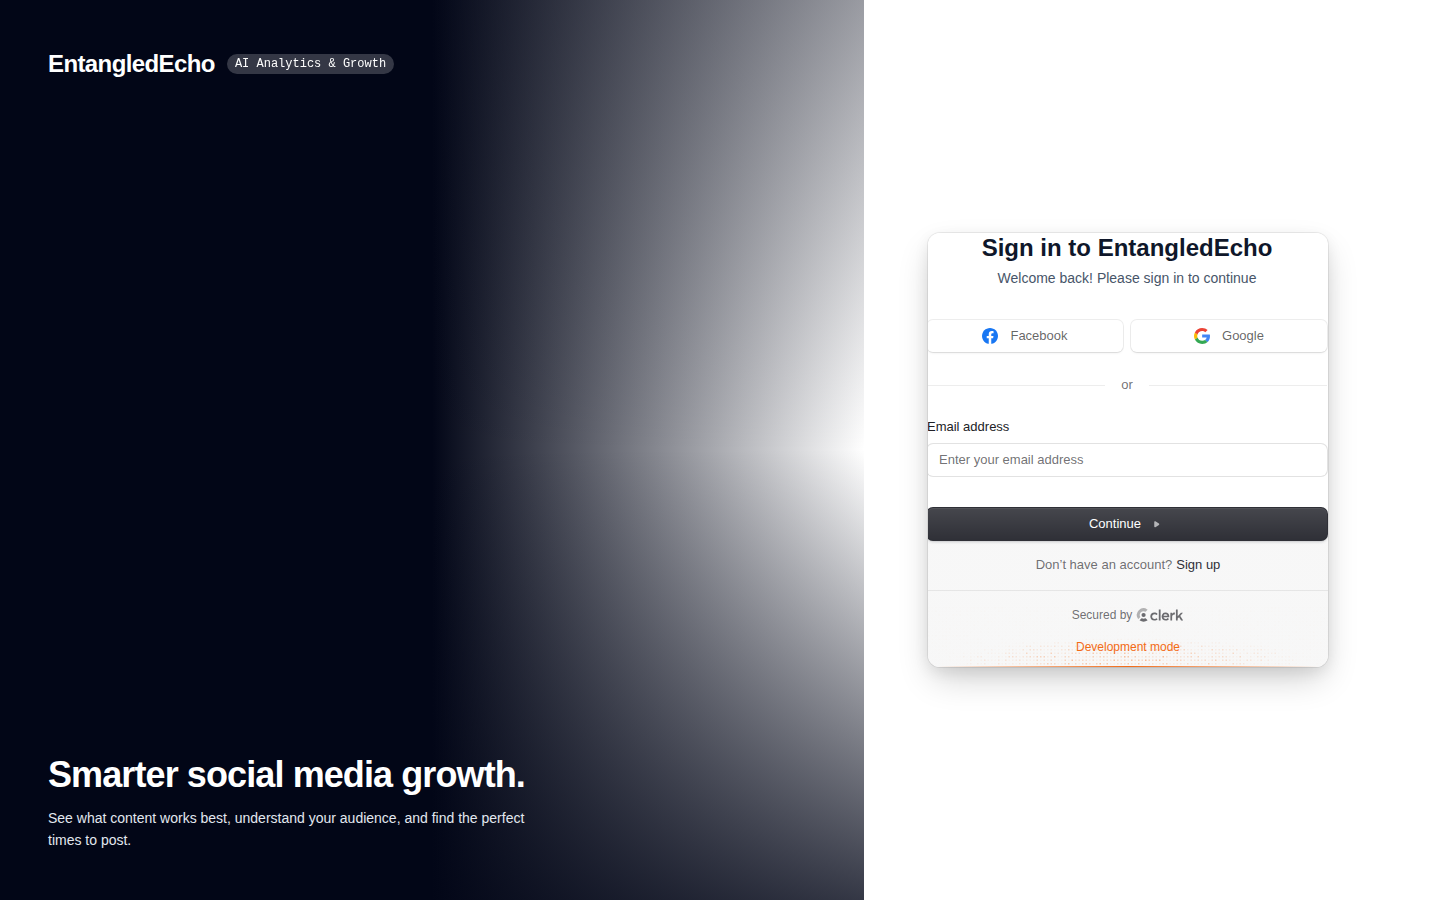 EntangledEcho
AI Analytics & Growth
Smarter social media growth.
See what content works best, understand your audience, and find the perfect
times to post.
Sign in to EntangledEcho
Welcome back! Please sign in to continue
Facebook
Google
or
Email address
Enter your email address
Continue
Don’t have an account? Sign up
Secured by clerk
Development mode